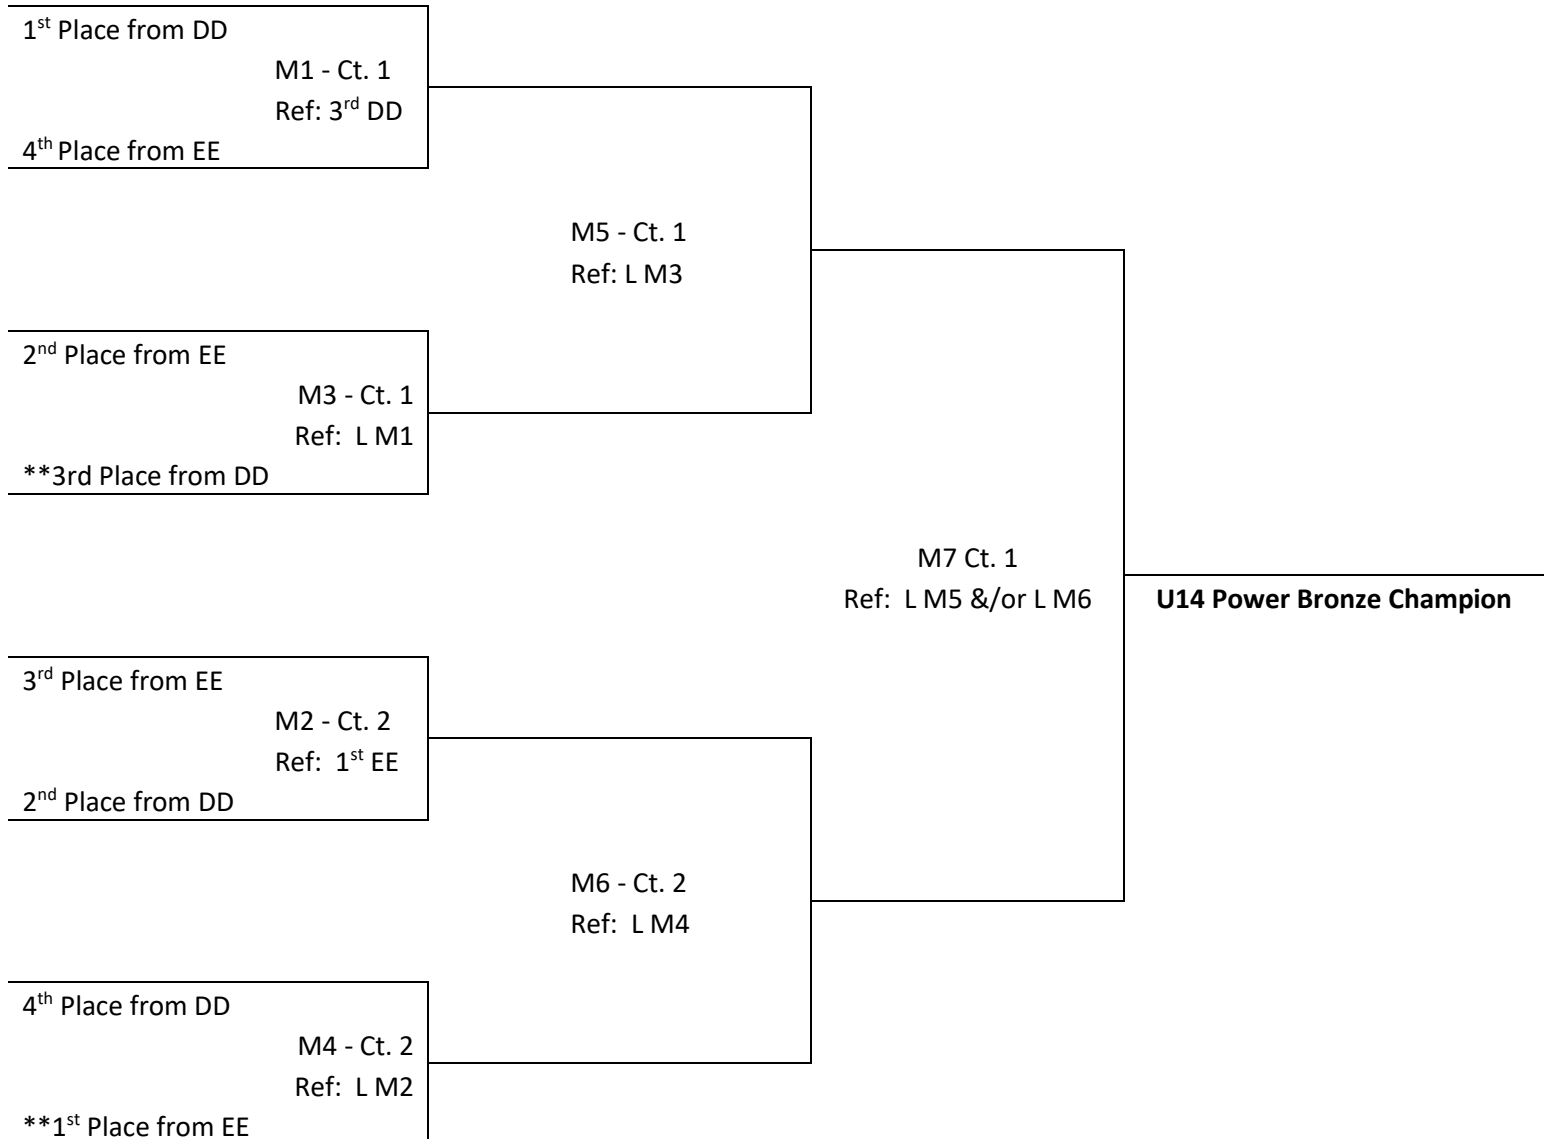 1st Place from DD
M1 - Ct. 1
Ref: 3rd DD
4th Place from EE
M5 - Ct. 1
Ref: L M3
2nd Place from EE
M3 - Ct. 1
Ref: L M1
**3rd Place from DD
M7 Ct. 1
Ref: L M5 &/or L M6
U14 Power Bronze Champion
3rd Place from EE
M2 - Ct. 2
Ref: 1st EE
2nd Place from DD
M6 - Ct. 2
Ref: L M4
4th Place from DD
M4 - Ct. 2
Ref: L M2
**1st Place from EE